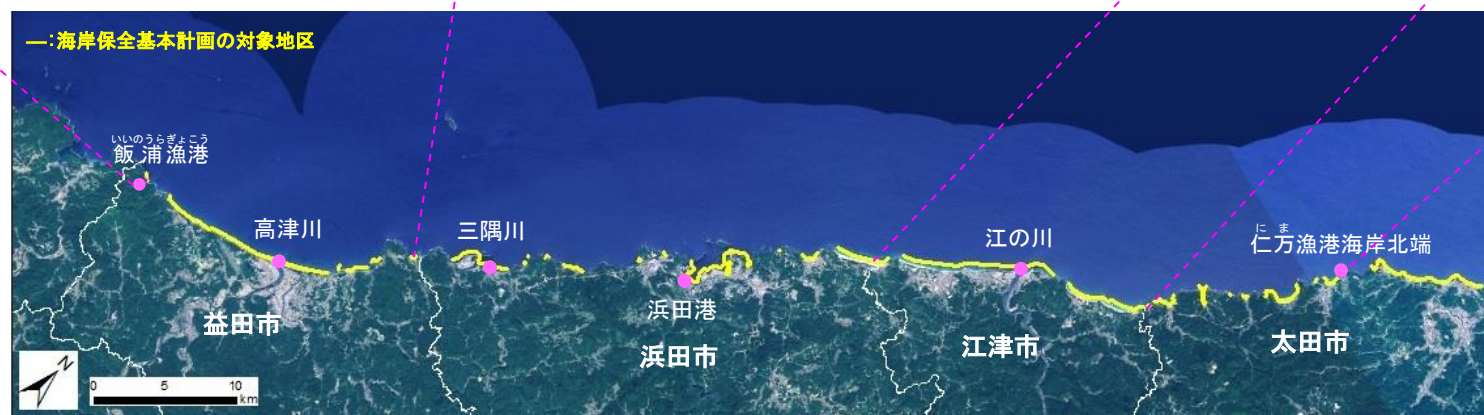 ―:海岸保全基本計画の対象地区
いいのうらぎょこう
飯浦漁港
高津川
三隅川
江の川
にま
仁万漁港海岸北端
浜田港
益田市
浜田市
江津市
太田市
N
0 5 10
km